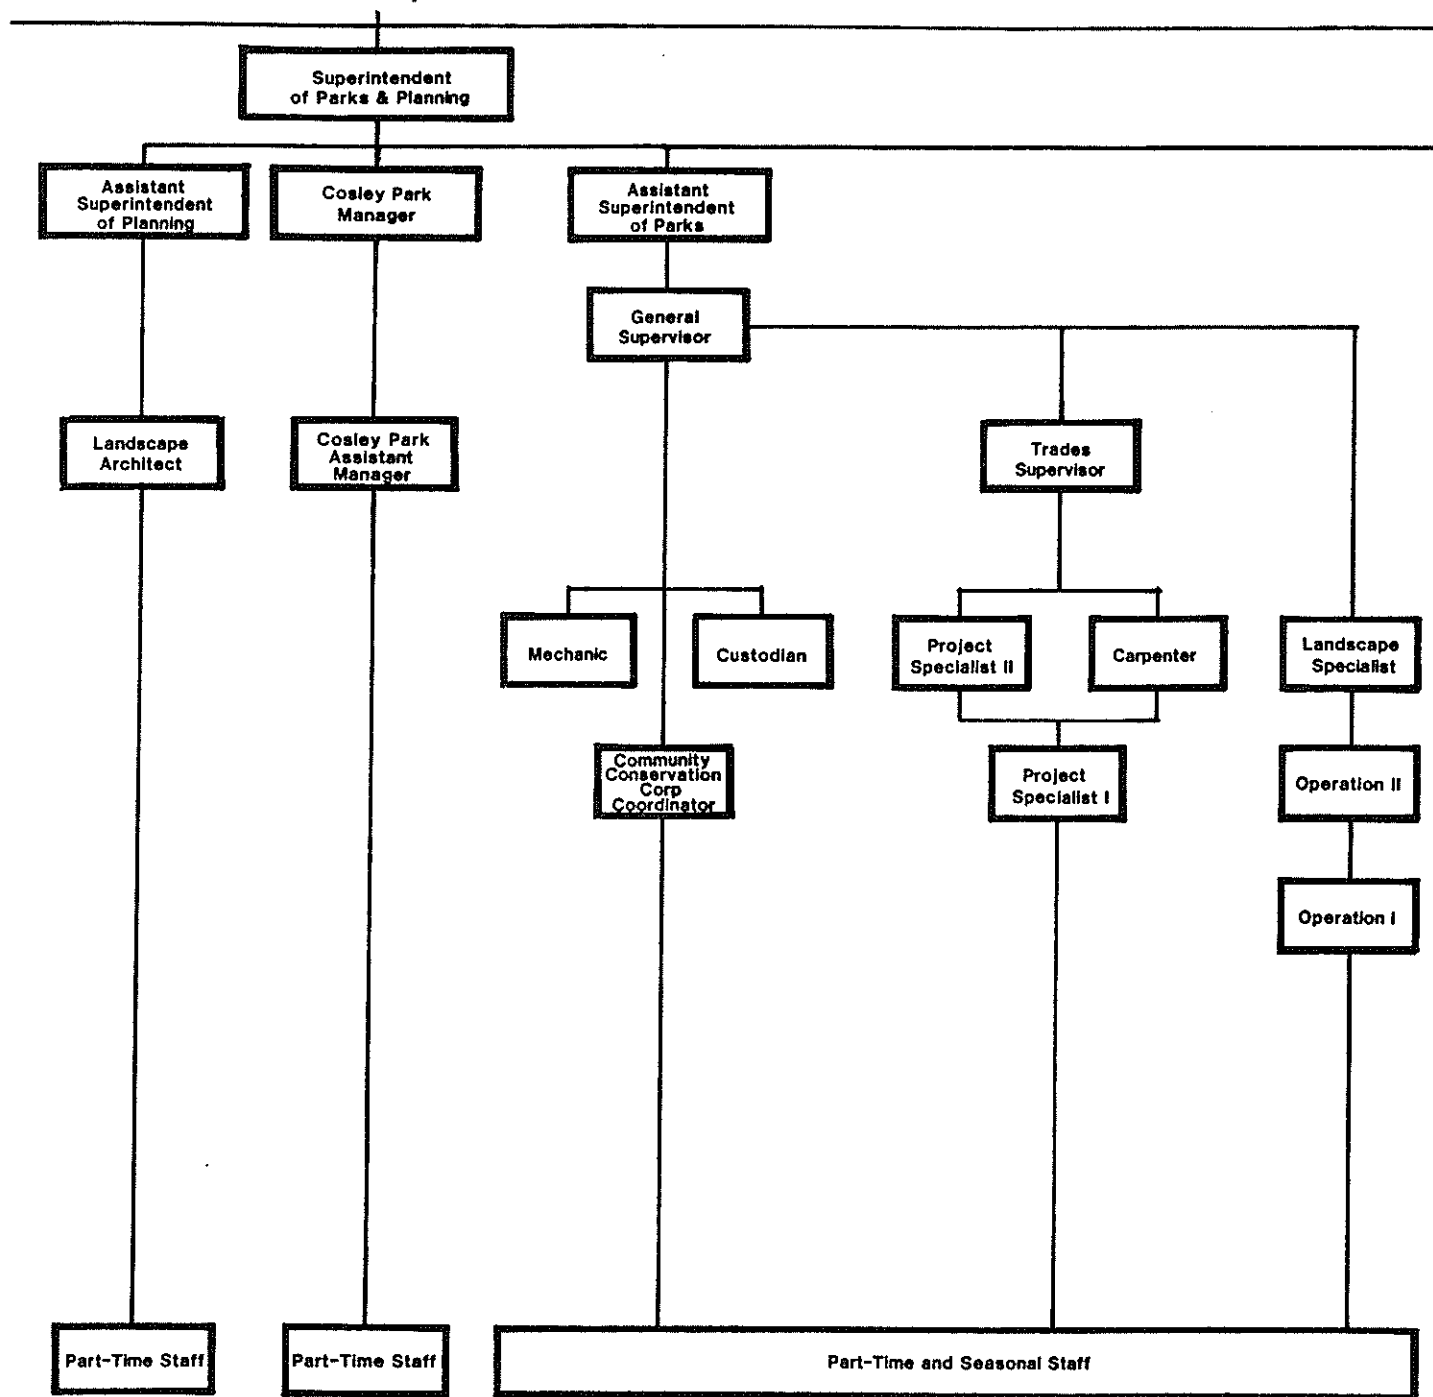 Superintendent
of Parks & Planning
Assistant
Superintendent
of Planning
Cosley Park
Manager
Assistant
Superintendent
of Parks
General
Supervisor
Landscape
Architect
Cosley Park
Assistant
Manager
Trades
Supervisor
Mechanic
Custodian
Project
Specialist II
Carpenter
Landscape
Specialist
Community
Conservation
Corp
Coordinator
Project
Specialist I
Operation II
Operation I
Part-Time Staff
Part-Time Staff
Part-Time and Seasonal Staff